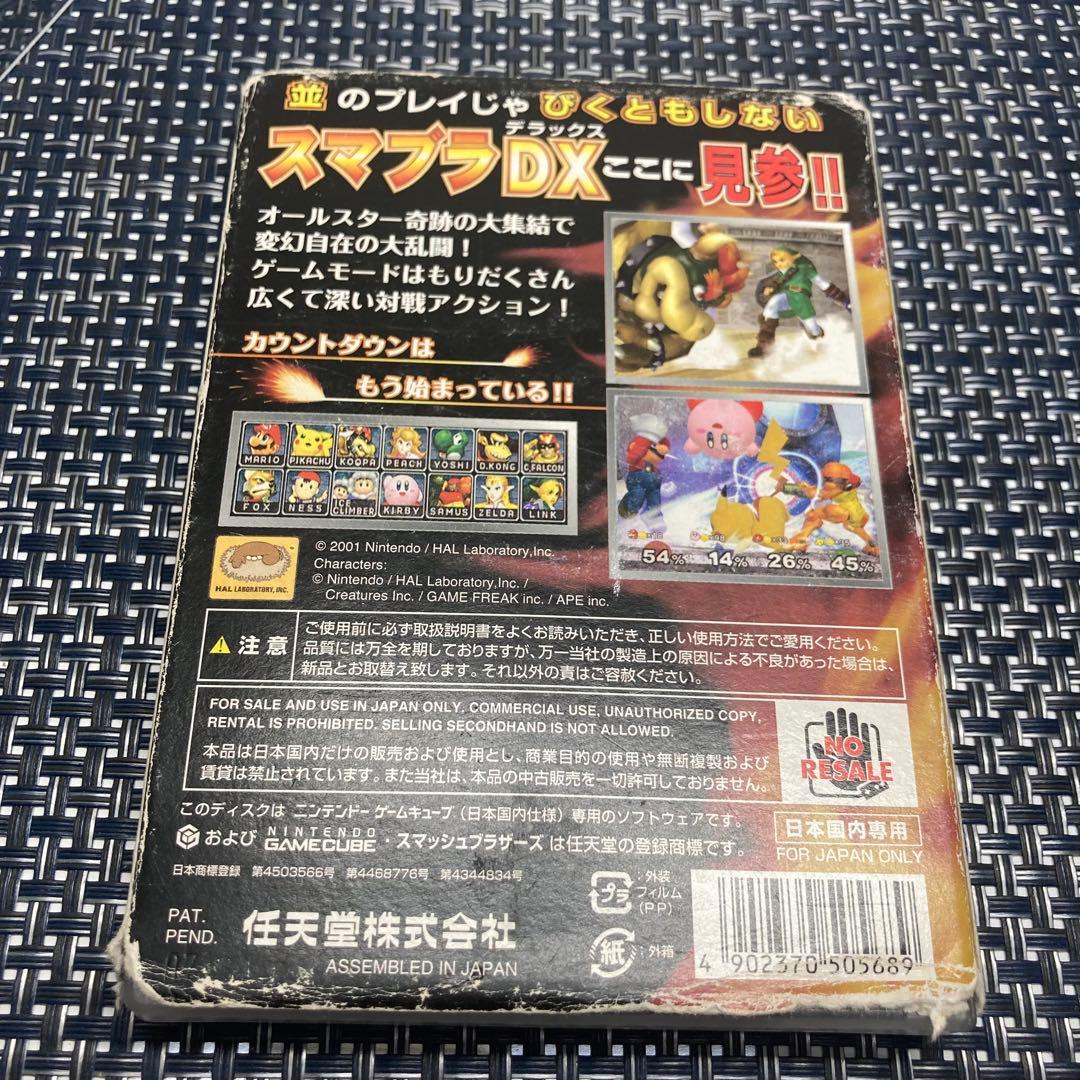 並のプレイじゃびくともしない
デラックス
スマブラDXここに見参!!
オールスター奇跡の大集結で
変幻自在の大乱闘！
ゲームモードはもりだくさん
広くて深い対戦アクション！
カウントダウンは
もう始まっている!!
MARIO PIKACHU KOOPA PEACH YOSHI D.KONG C.FALCON
FOX NESS ICE CLIMBER KIRBY SAMUS ZELDA LINK
54% 14% 26% 45%
HAL LABORATORY, INC.
© 2001 Nintendo / HAL Laboratory,Inc.
Characters:
© Nintendo / HAL Laboratory,Inc. /
Creatures Inc. / GAME FREAK inc. / APE inc.
注意
ご使用前に必ず取扱説明書をよくお読みいただき、正しい使用方法でご愛用ください。
品質には万全を期しておりますが、万一当社の製造上の原因による不良があった場合は、
新品とお取替え致します。それ以外の責はご容赦ください。
FOR SALE AND USE IN JAPAN ONLY. COMMERCIAL USE, UNAUTHORIZED COPY,
RENTAL IS PROHIBITED. SELLING SECONDHAND IS NOT ALLOWED.
本品は日本国内だけの販売および使用とし、商業目的の使用や無断複製および
賃貸は禁止されています。また当社は、本品の中古販売を一切許可しておりません。
NO
RESALE
このディスクは ニンテンドー ゲームキューブ（日本国内仕様）専用のソフトウェアです。
および NINTENDO GAMECUBE・スマッシュブラザーズ は任天堂の登録商標です。
日本国内専用
FOR JAPAN ONLY
日本商標登録 第4503566号 第4468776号 第4344834号
プラ
:外装
フィルム
(PP)
紙
:外箱
PAT.
PEND.
任天堂株式会社
ASSEMBLED IN JAPAN
4 902370 505689